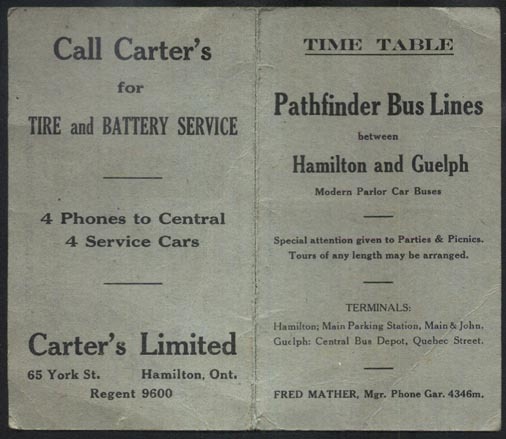 Call Carter's
for
TIRE and BATTERY SERVICE
4 Phones to Central
4 Service Cars
Carter's Limited
65 York St. Hamilton, Ont.
Regent 9600
TIME TABLE
Pathfinder Bus Lines
between
Hamilton and Guelph
Modern Parlor Car Buses
Special attention given to Parties & Picnics.
Tours of any length may be arranged.
TERMINALS:
Hamilton; Main Parking Station, Main & John.
Guelph: Central Bus Depot, Quebec Street.
FRED MATHER, Mgr. Phone Gar. 4346m.